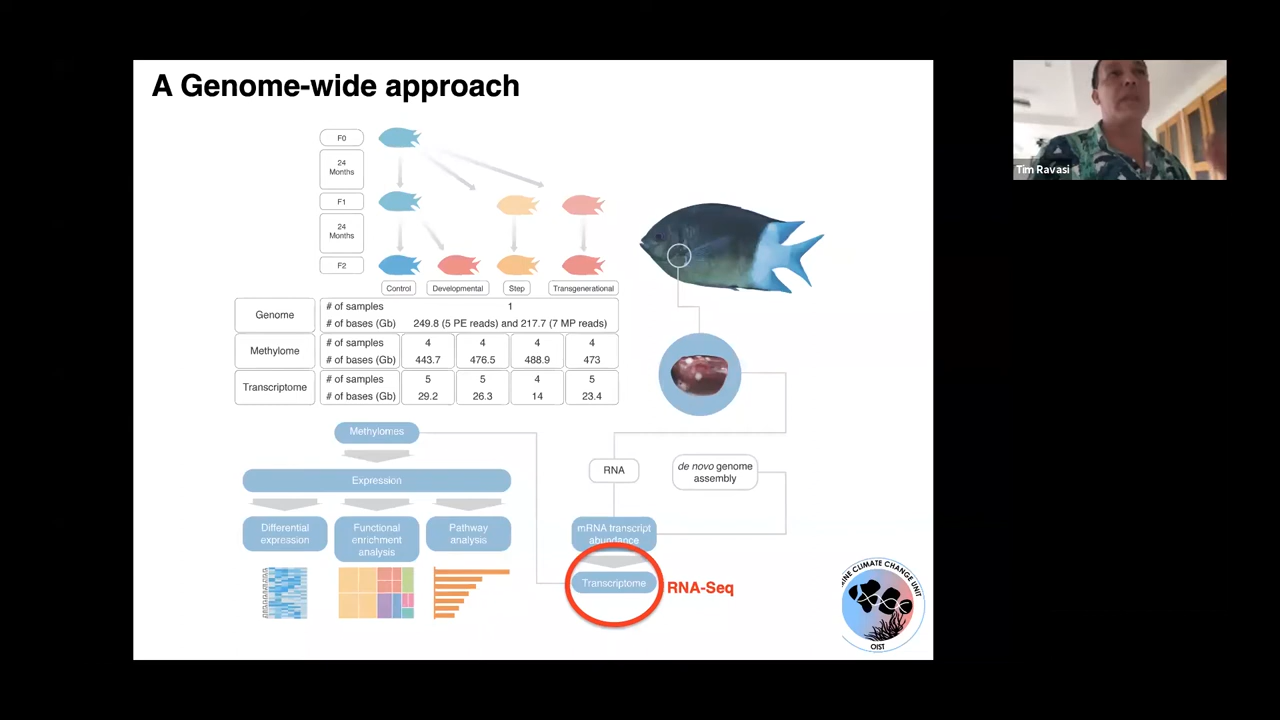 A Genome-wide approach
Tim Ravasi
F0
24
Months
F1
24
Months
F2
Control
Developmental
Step
Transgenerational
Genome
# of samples
1
# of bases (Gb)
249.8 (5 PE reads) and 217.7 (7 MP reads)
Methylome
# of samples
4
4
4
4
# of bases (Gb)
443.7
476.5
488.9
473
Transcriptome
# of samples
5
5
4
5
# of bases (Gb)
29.2
26.3
14
23.4
Methylomes
Expression
Differential
expression
Functional
enrichment
analysis
Pathway
analysis
RNA
de novo genome
assembly
mRNA transcript
abundance
Transcriptome
RNA-Seq
CLIMATE CHANGE UNIT
OIST